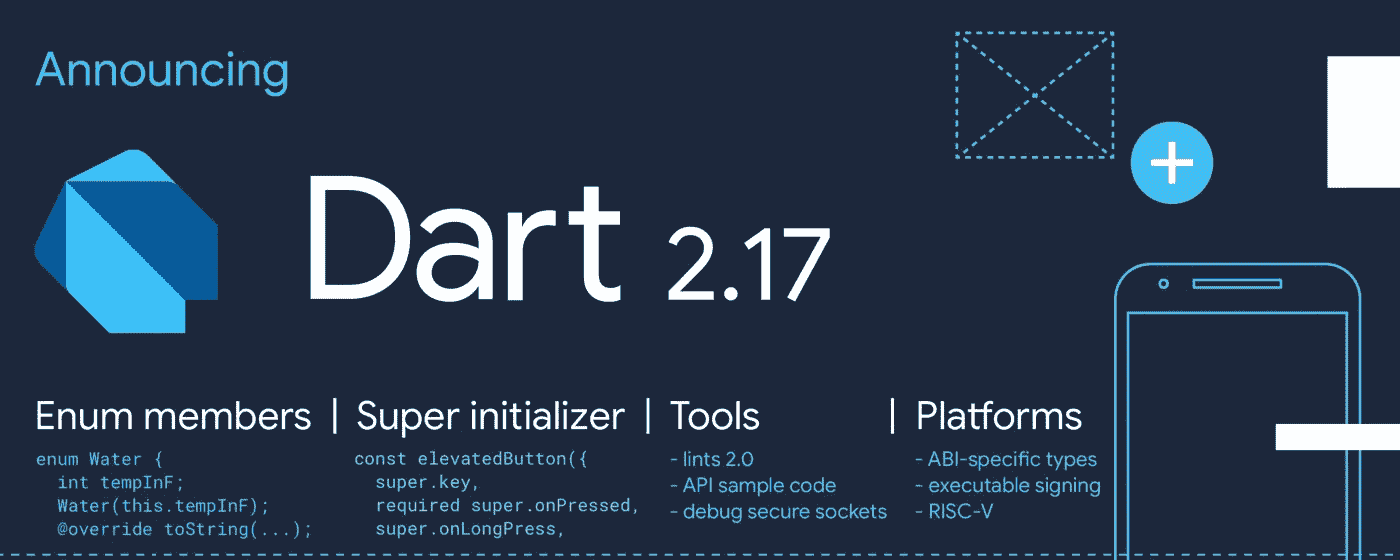 Announcing
Dart 2.17
Enum members | Super initializer | Tools | Platforms
enum Water {
  int tempInF;
  Water(this.tempInF);
  @override toString(...);
const elevatedButton({
  super.key,
  required super.onPressed,
  super.onLongPress,
- lints 2.0
- API sample code
- debug secure sockets
- ABI-specific types
- executable signing
- RISC-V